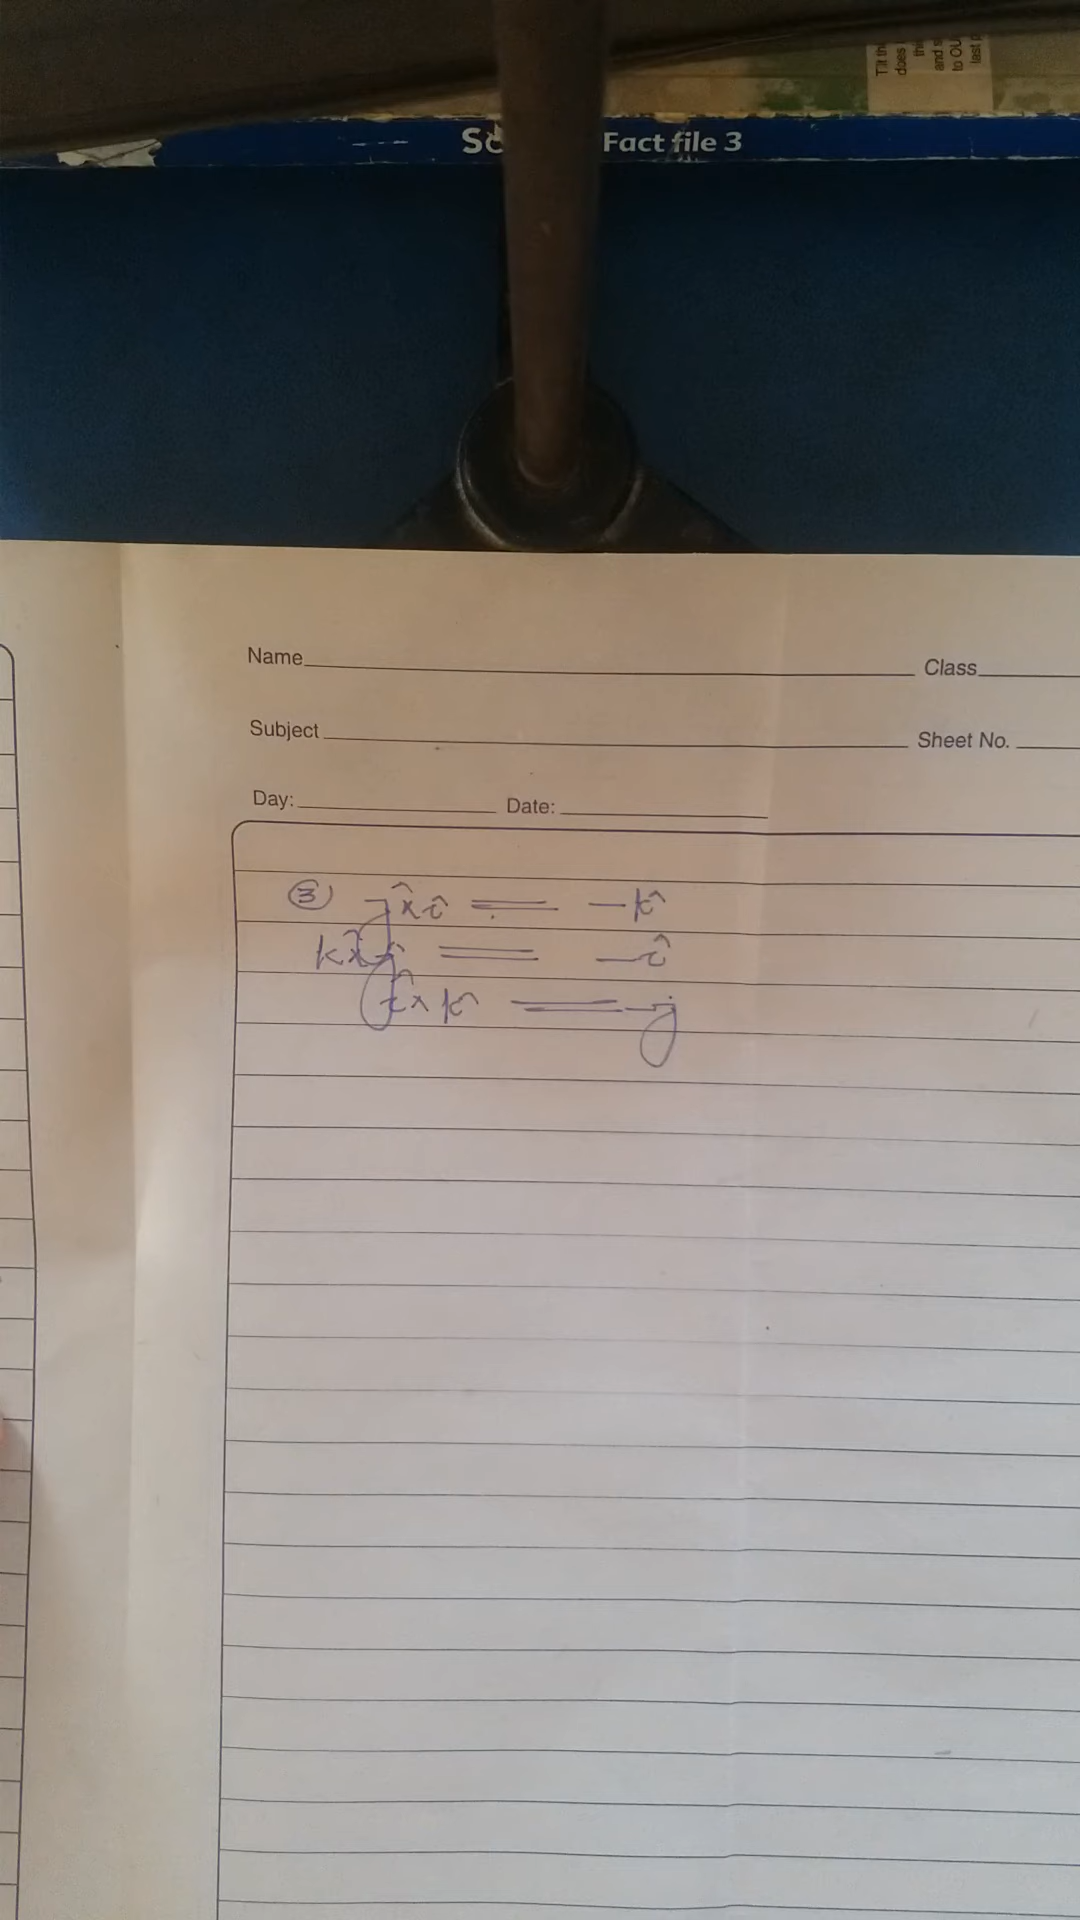 Fact file 3
Name
Class
Subject
Sheet No.
Day:
Date:
③ ĵ×î = -k̂
k̂×ĵ = -î
î×k̂ = -j